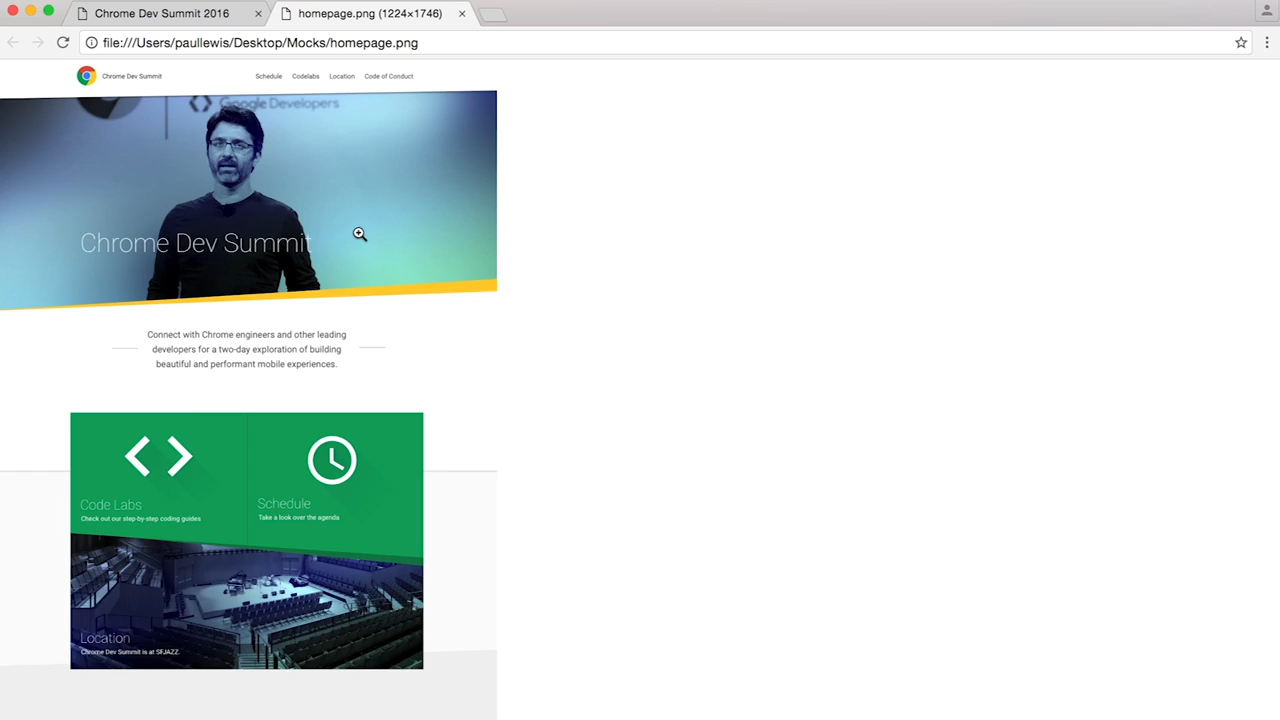 Chrome Dev Summit 2016
homepage.png (1224×1746)
file:///Users/paullewis/Desktop/Mocks/homepage.png
Chrome Dev Summit
Schedule Codelabs Location Code of Conduct
Google Developers
Chrome Dev Summit
Connect with Chrome engineers and other leading
developers for a two-day exploration of building
beautiful and performant mobile experiences.
Code Labs
Check out our step-by-step coding guides
Schedule
Take a look over the agenda
Location
Chrome Dev Summit is at SFJAZZ.